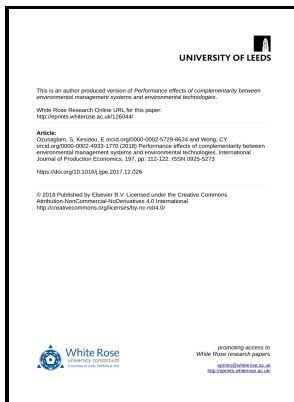 UNIVERSITY OF LEEDS
This is an author produced version of Performance effects of complementarity between
environmental management systems and environmental technologies.
White Rose Research Online URL for this paper:
http://eprints.whiterose.ac.uk/126044/
Article:
Ozusaglam, S, Kesidou, E orcid.org/0000-0002-5729-8624 and Wong, CY
orcid.org/0000-0002-4933-1770 (2018) Performance effects of complementarity between
environmental management systems and environmental technologies. International
Journal of Production Economics, 197. pp. 112-122. ISSN 0925-5273
https://doi.org/10.1016/j.ijpe.2017.12.026
© 2018 Published by Elsevier B.V. Licensed under the Creative Commons
Attribution-NonCommercial-NoDerivatives 4.0 International
http://creativecommons.org/licenses/by-nc-nd/4.0/
White Rose
university consortium
Universities of Leeds, Sheffield & York
promoting access to
White Rose research papers
eprints@whiterose.ac.uk
http://eprints.whiterose.ac.uk/